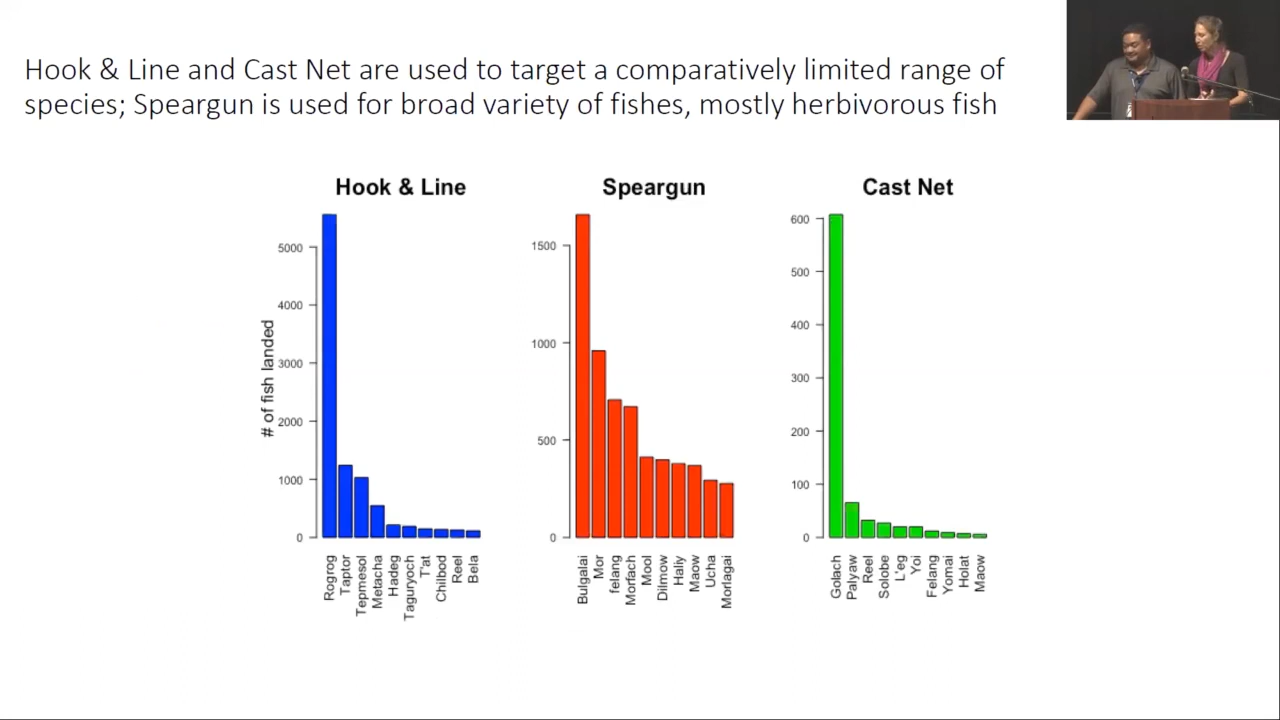 Hook & Line and Cast Net are used to target a comparatively limited range of
species; Speargun is used for broad variety of fishes, mostly herbivorous fish
Hook & Line
# of fish landed
5000
4000
3000
2000
1000
0
Rogrog
Taptor
Tepmesol
Metacha
Hadeg
Taguryoch
T'at
Chilbod
Reel
Bela
Speargun
1500
1000
500
0
Bulgalai
Mor
felang
Morfach
Mool
Dilmow
Haliy
Maow
Ucha
Morlagai
Cast Net
600
500
400
300
200
100
0
Golach
Palyaw
Reel
Solobe
L'eg
Yoi
Felang
Yomai
Holat
Maow